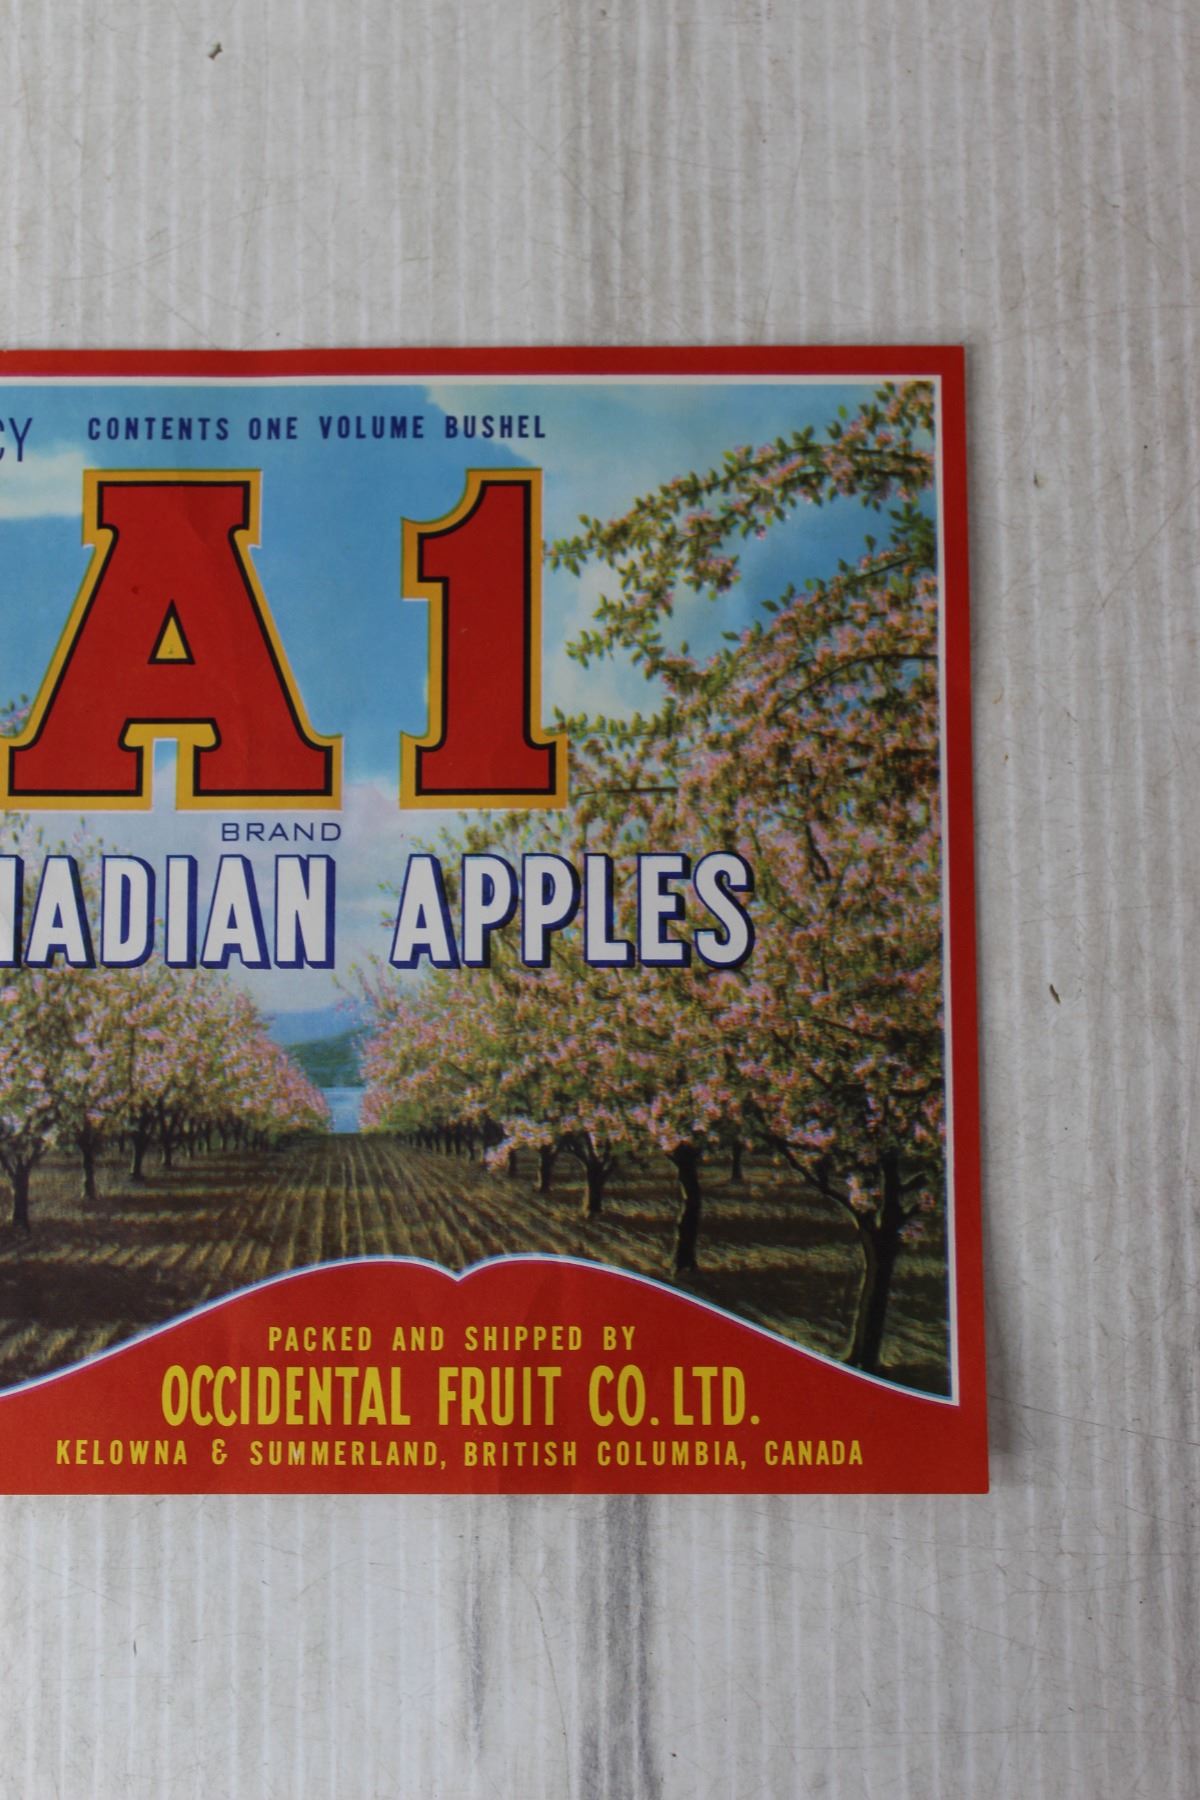 CY CONTENTS ONE VOLUME BUSHEL
A1
BRAND
NADIAN APPLES
PACKED AND SHIPPED BY
OCCIDENTAL FRUIT CO. LTD.
KELOWNA & SUMMERLAND, BRITISH COLUMBIA, CANADA